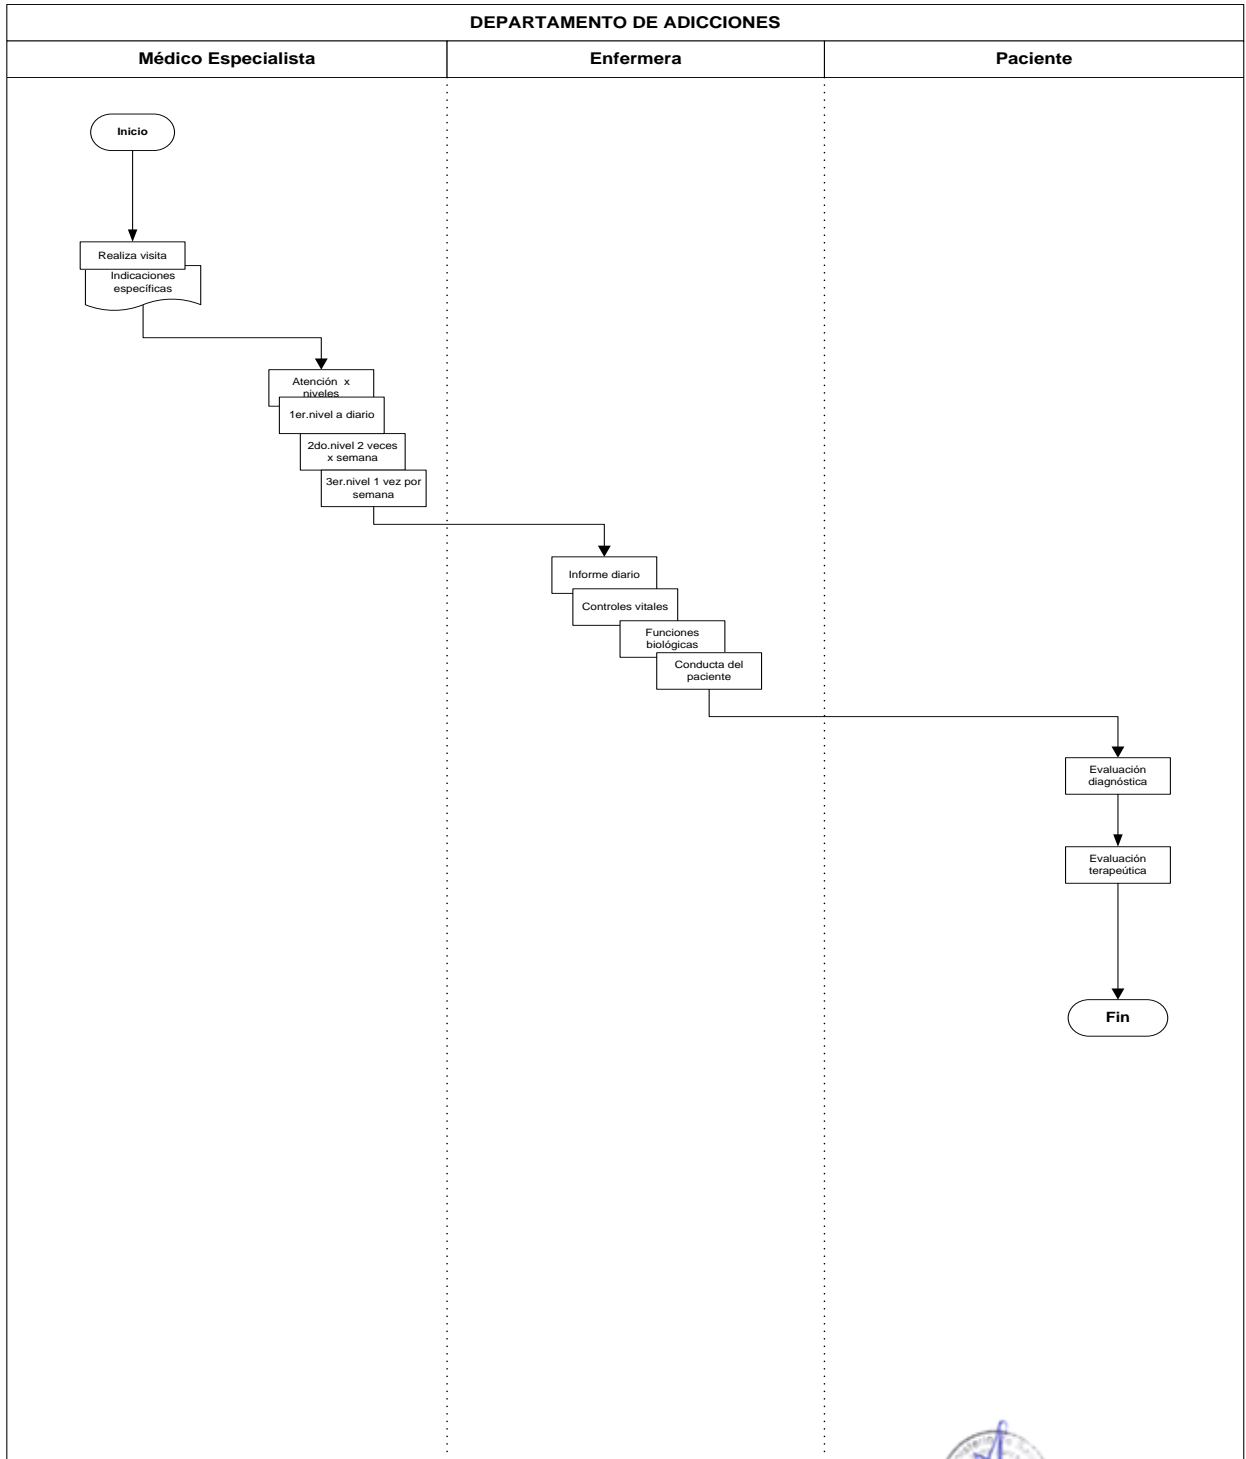 DEPARTAMENTO DE ADICCIONES
Médico Especialista
Enfermera
Paciente
Inicio
Realiza visita
Indicaciones
específicas
Atención x
niveles
1er.nivel a diario
2do.nivel 2 veces
x semana
3er.nivel 1 vez por
semana
Informe diario
Controles vitales
Funciones
biológicas
Conducta del
paciente
Evaluación
diagnóstica
Evaluación
terapeútica
Fin